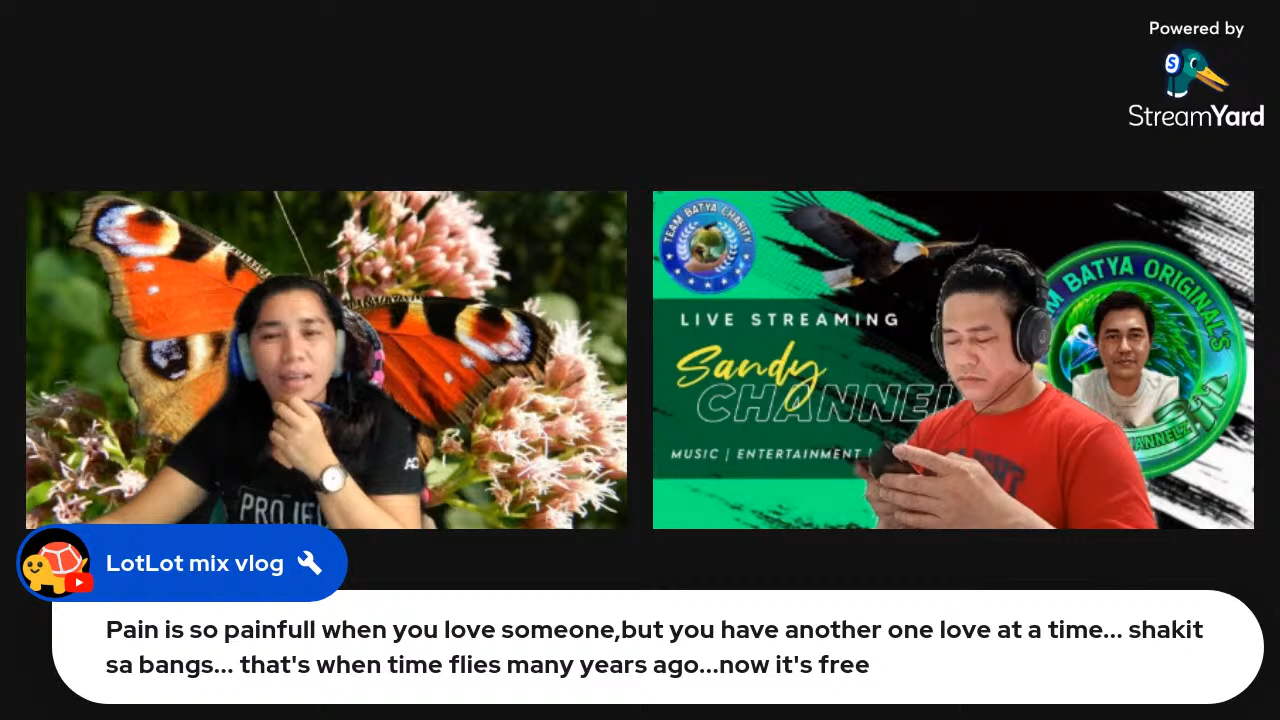 Powered by
StreamYard
TEAM BATYA CHARITY
LIVE STREAMING
Sandy
CHANNEL
MUSIC | ENTERTAINMENT |
BATYA ORIGINALS
PROJE
LotLot mix vlog
Pain is so painfull when you love someone,but you have another one love at a time... shakit
sa bangs... that's when time flies many years ago...now it's free